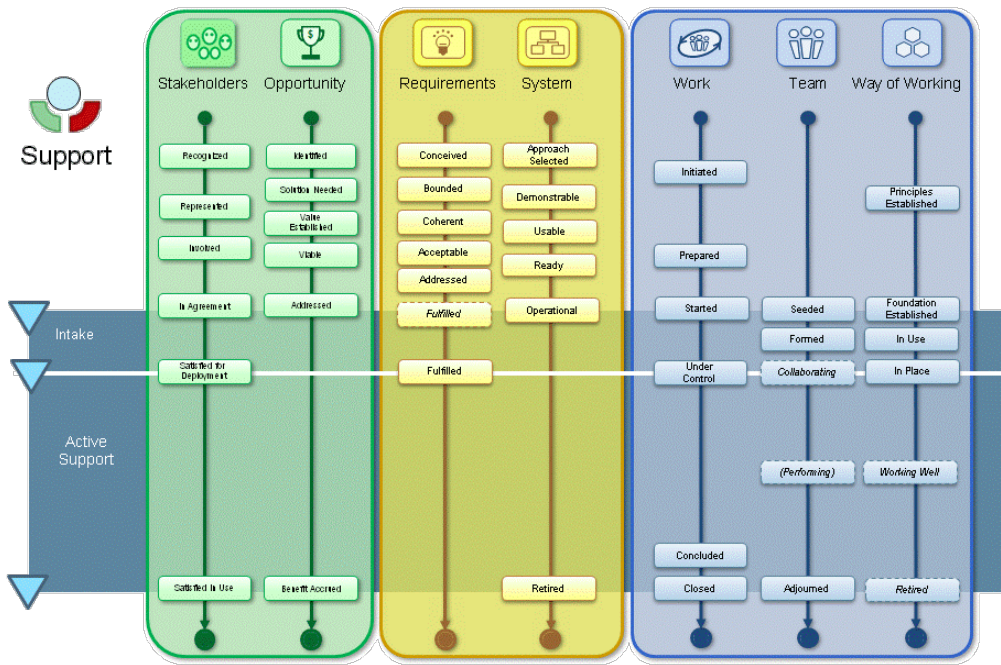 Support
Stakeholders
Opportunity
Requirements
System
Work
Team
Way of Working
$
Recognized
Represented
Involved
In Agreement
Satisfied for
Deployment
Satisfied In Use
Identified
Solution Needed
Value
Established
Viable
Addressed
Benefit Accrued
Conceived
Bounded
Coherent
Acceptable
Addressed
Fulfilled
Fulfilled
Approach
Selected
Demonstrable
Usable
Ready
Operational
Retired
Initiated
Prepared
Started
Under
Control
Concluded
Closed
Seeded
Formed
Collaborating
(Performing)
Adjourned
Principles
Established
Foundation
Established
In Use
In Place
Working Well
Retired
Intake
Active
Support